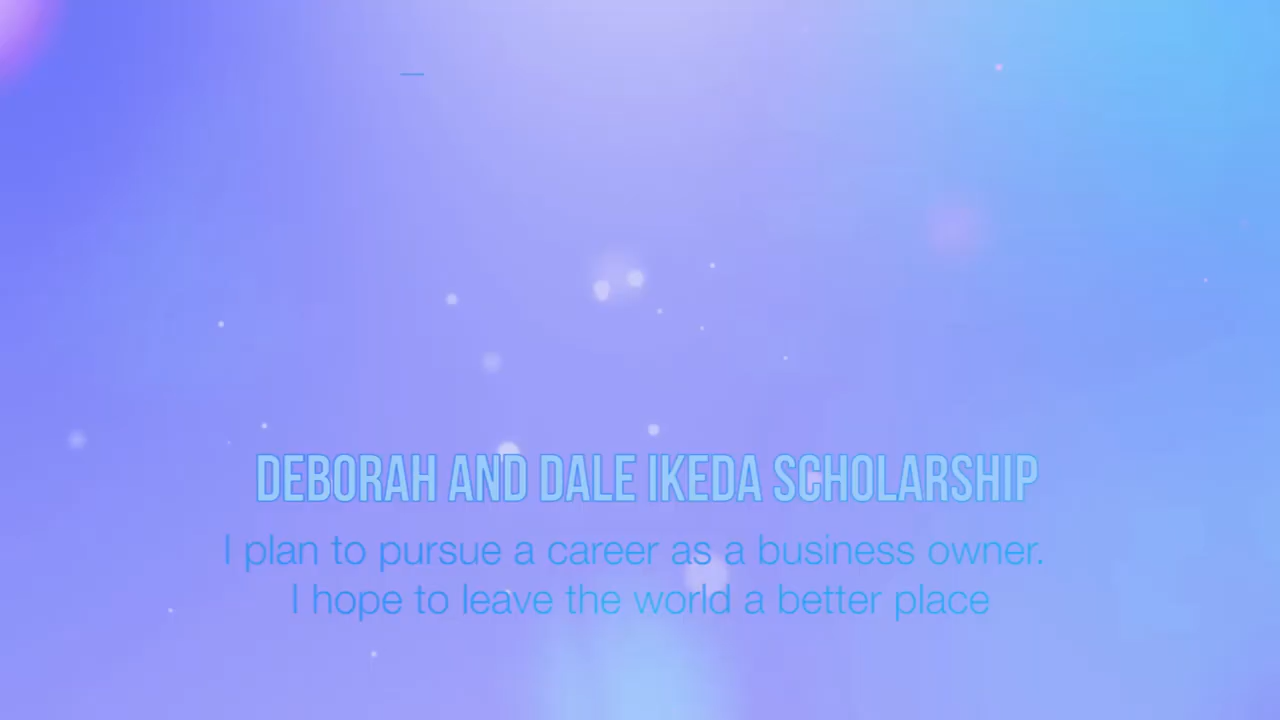 DEBORAH AND DALE IKEDA SCHOLARSHIP
I plan to pursue a career as a business owner.
I hope to leave the world a better place